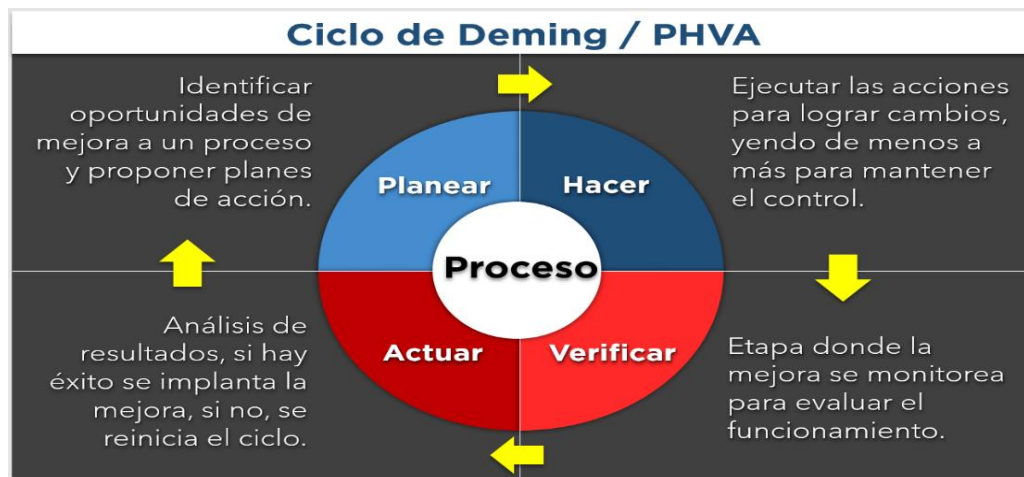 Ciclo de Deming / PHVA
Identificar
oportunidades de
mejora a un proceso
y proponer planes
de acción.
Ejecutar las acciones
para lograr cambios,
yendo de menos a
más para mantener
el control.
Planear
Hacer
Proceso
Actuar
Verificar
Análisis de
resultados, si hay
éxito se implanta la
mejora, si no, se
reinicia el ciclo.
Etapa donde la
mejora se monitorea
para evaluar el
funcionamiento.